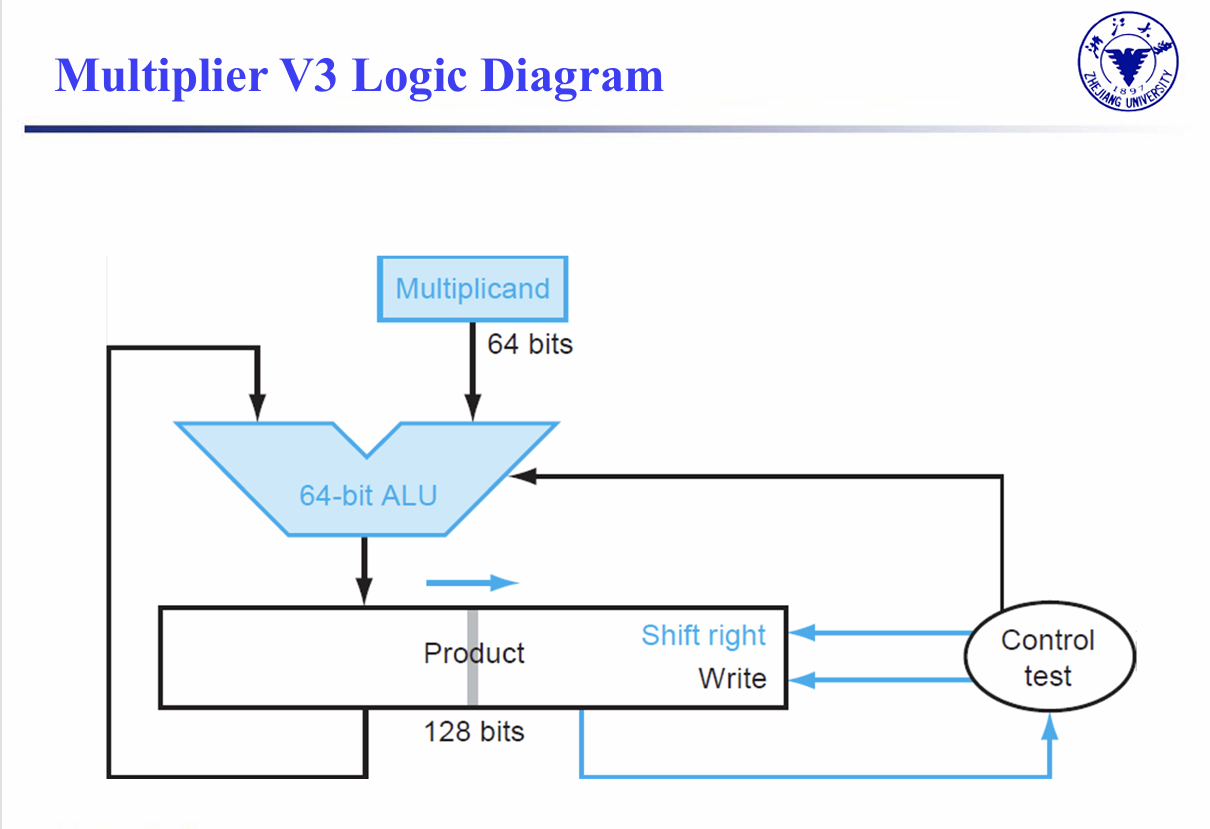 Multiplier V3 Logic Diagram
浙江大学
ZHEJIANG UNIVERSITY
1897
Multiplicand
64 bits
64-bit ALU
Product
Shift right
Write
Control
test
128 bits